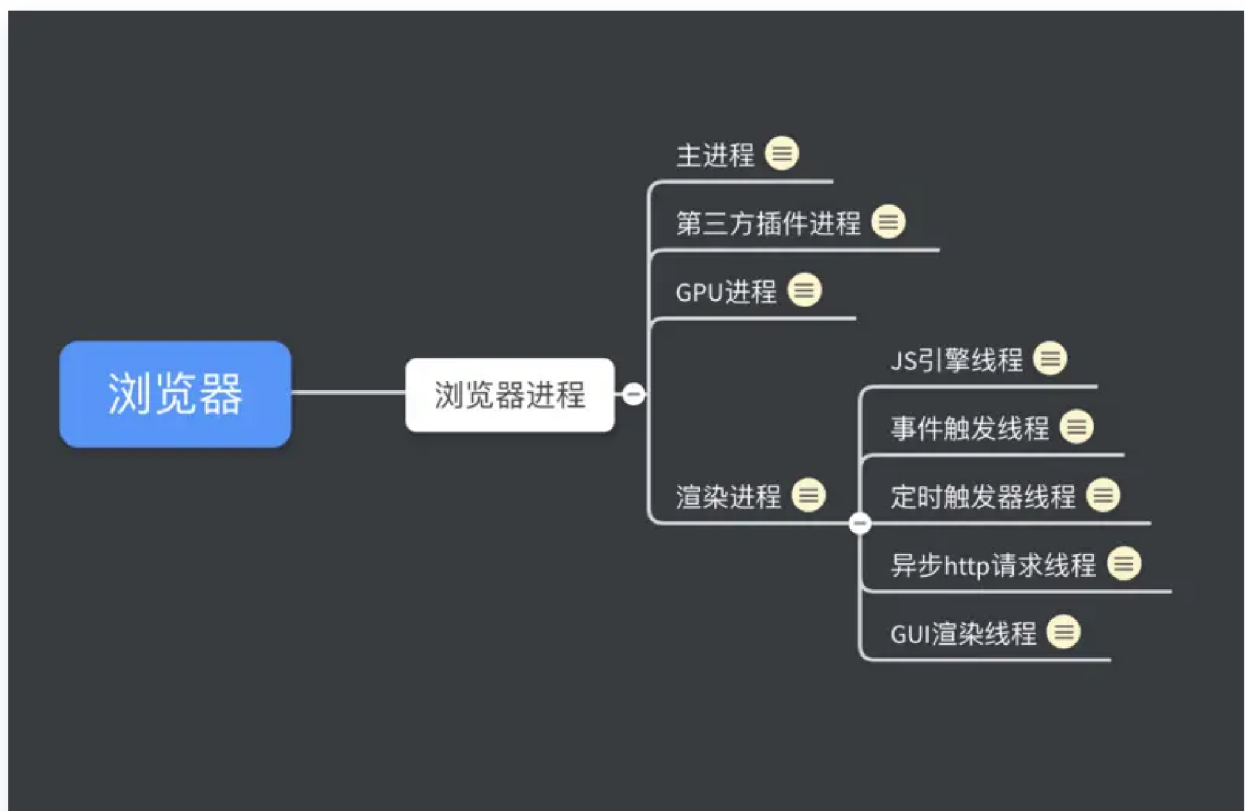 浏览器
浏览器进程
主进程
第三方插件进程
GPU进程
渲染进程
JS引擎线程
事件触发线程
定时触发器线程
异步http请求线程
GUI渲染线程